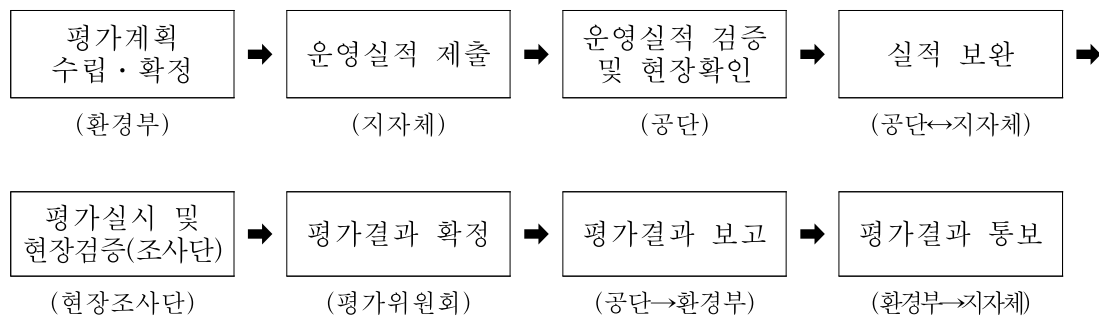 평가계획
수립·확정
운영실적 제출
운영실적 검증
및 현장확인
실적 보완
(환경부)
(지자체)
(공단)
(공단↔지자체)
평가실시 및
현장검증(조사단)
평가결과 확정
평가결과 보고
평가결과 통보
(현장조사단)
(평가위원회)
(공단→환경부)
(환경부→지자체)